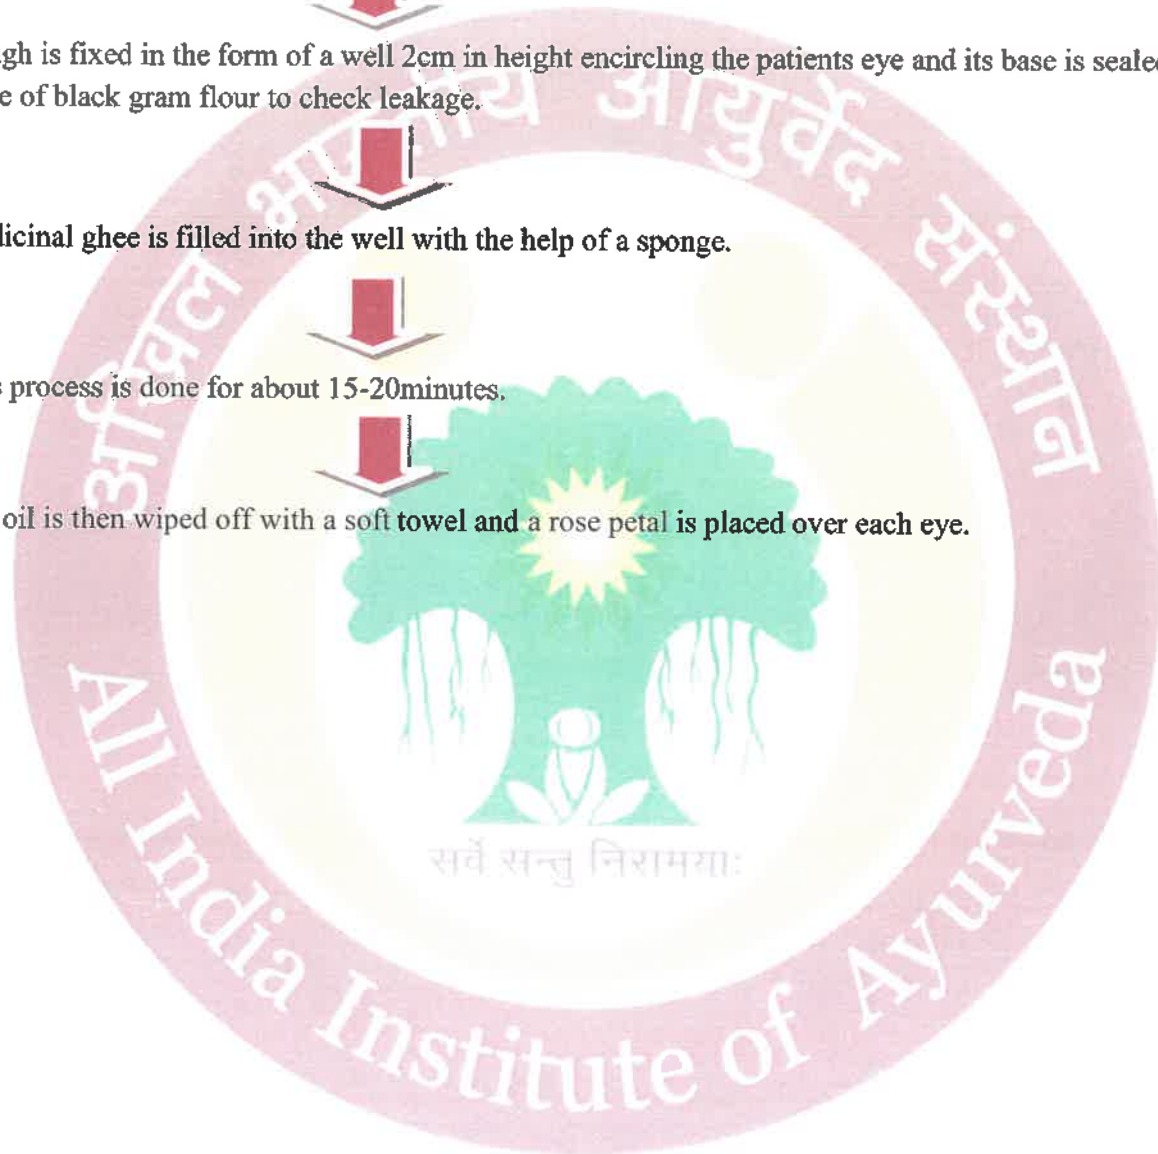 gh is fixed in the form of a well 2cm in height encircling the patients eye and its base is sealed
e of black gram flour to check leakage.
licinal ghee is filled into the well with the help of a sponge.
s process is done for about 15-20minutes.
oil is then wiped off with a soft towel and a rose petal is placed over each eye.
अखिल भारतीय आयुर्वेद संस्थान
सर्वे सन्तु निरामयाः
All India Institute of Ayurveda